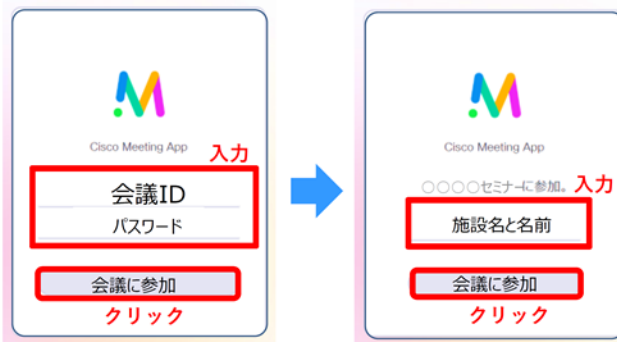 Cisco Meeting App
入力
会議ID
パスワード
会議に参加
クリック
Cisco Meeting App
○○○○セミナーに参加。
入力
施設名と名前
会議に参加
クリック